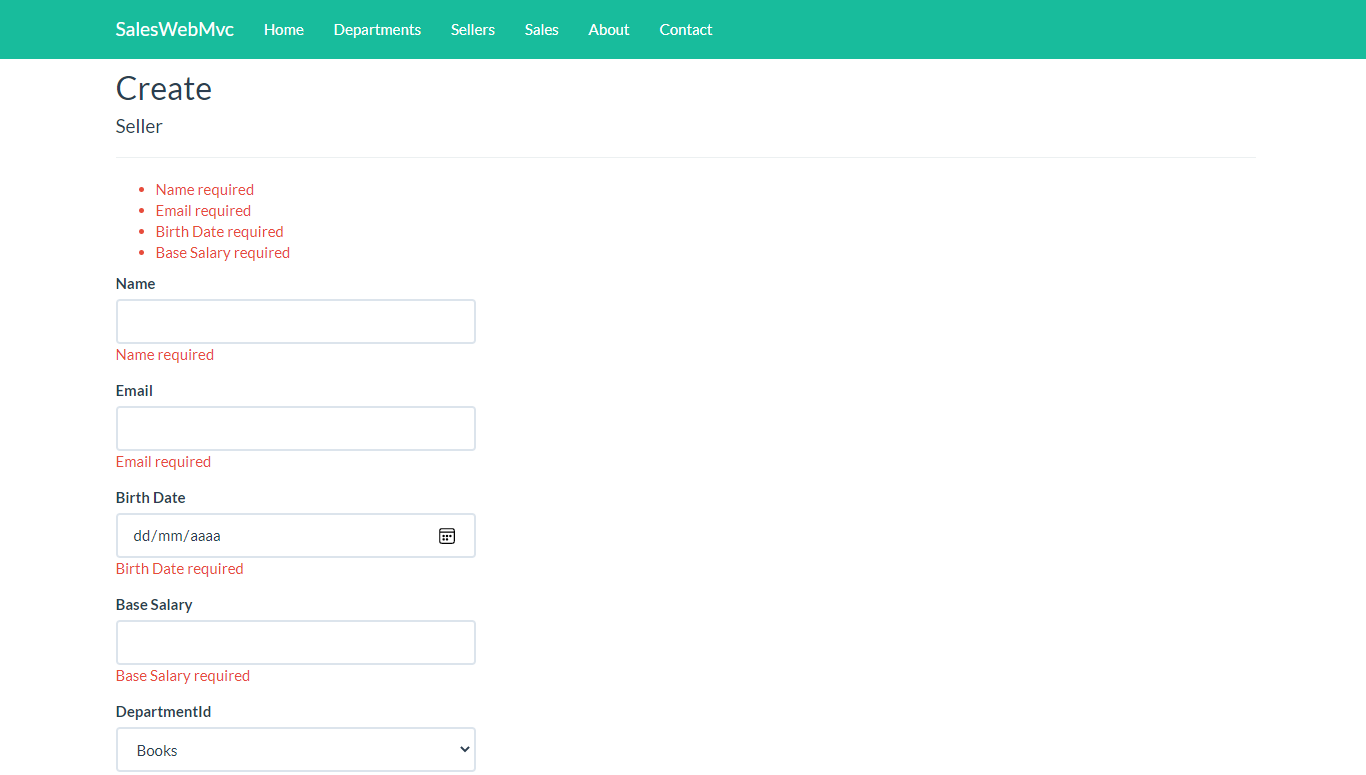 SalesWebMvc Home Departments Sellers Sales About Contact
Create
Seller
Name required
Email required
Birth Date required
Base Salary required
Name
Name required
Email
Email required
Birth Date
dd/mm/aaaa
Birth Date required
Base Salary
Base Salary required
DepartmentId
Books